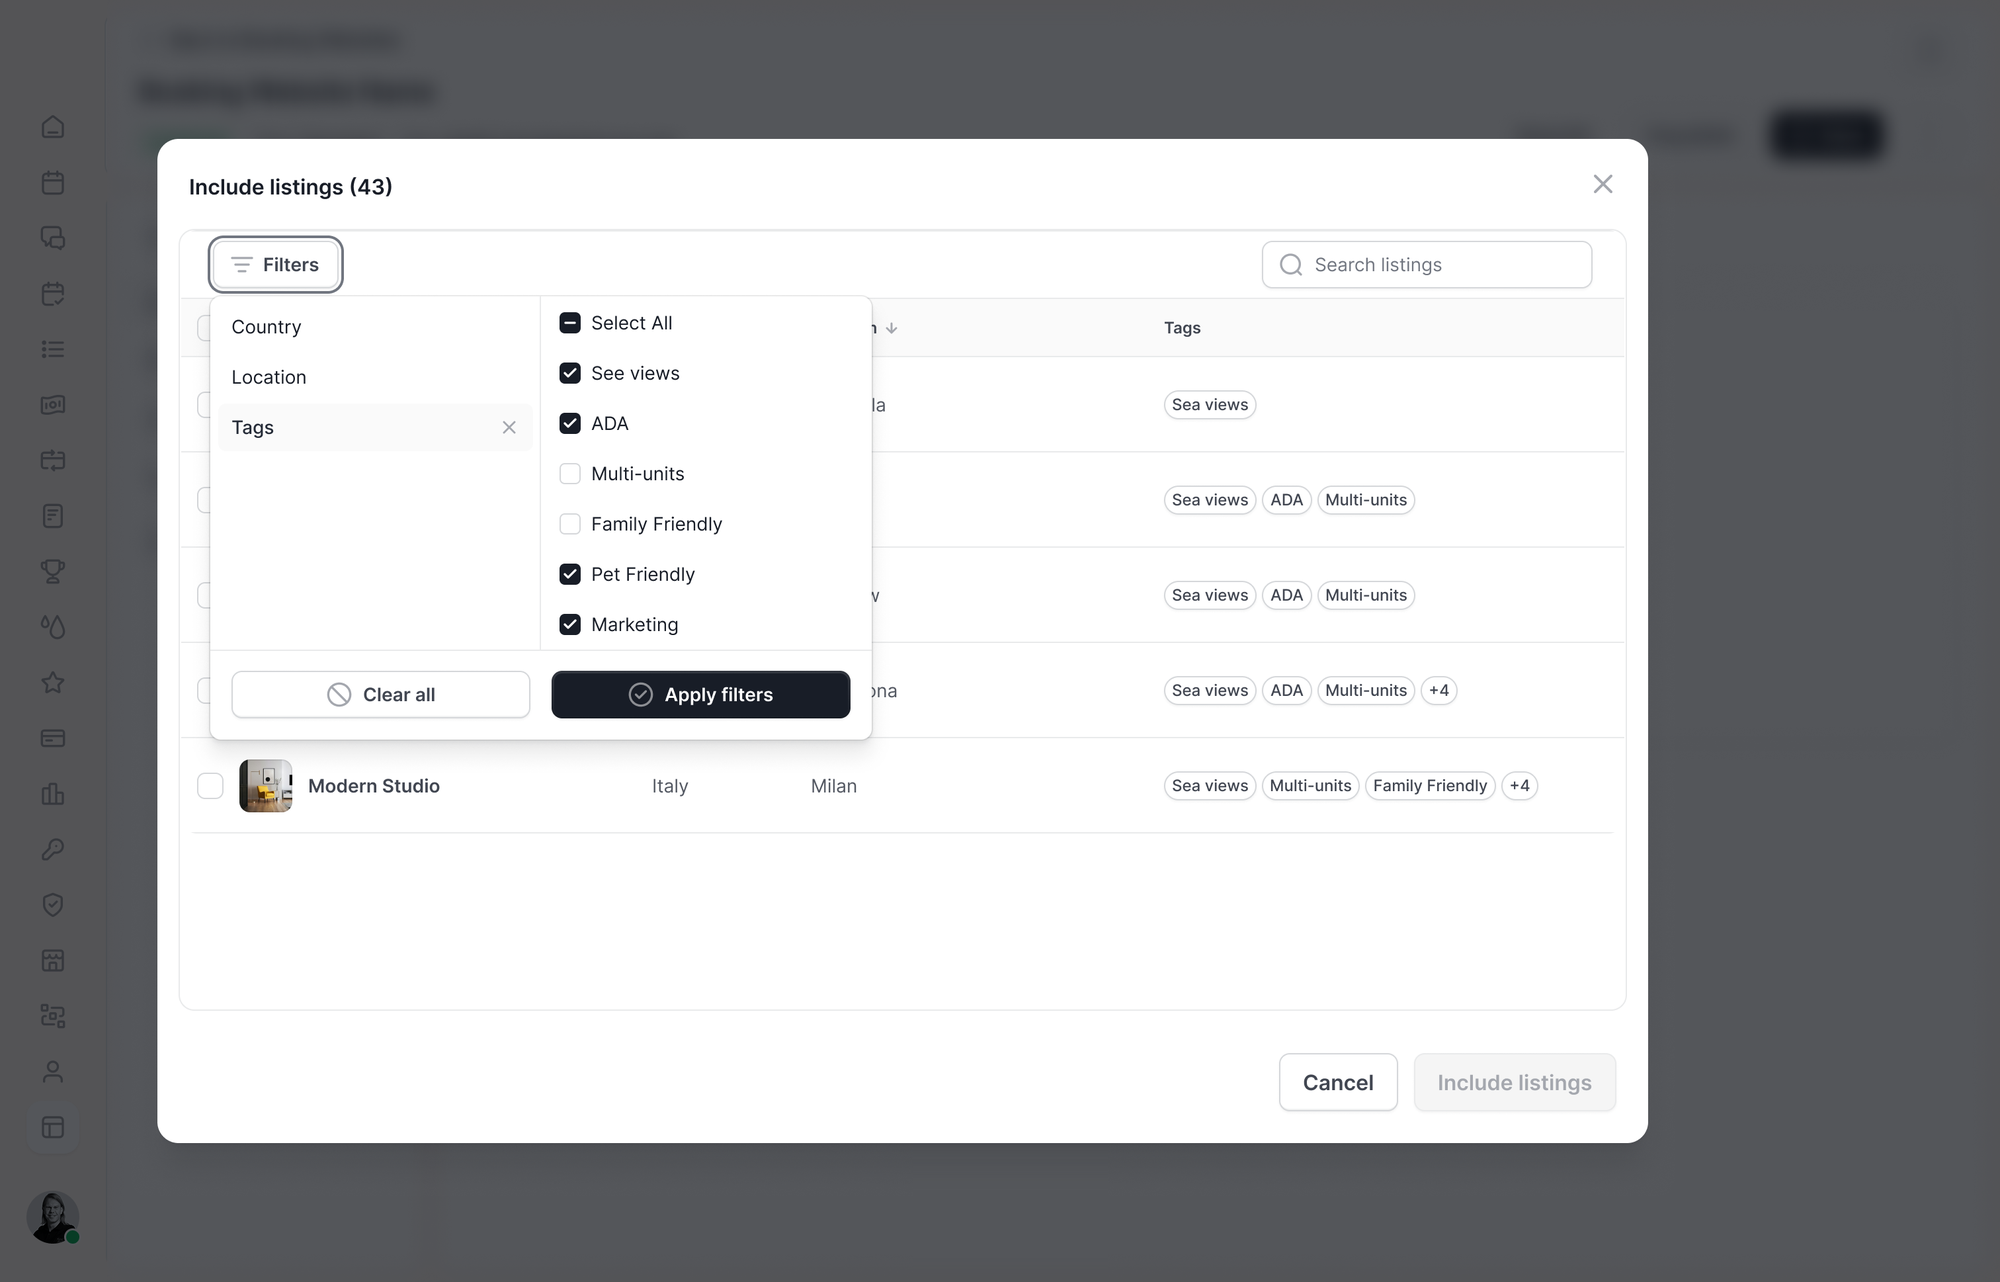 Include listings (43)
Filters
Search listings
Country
Location
Tags
Select All
See views
ADA
Multi-units
Family Friendly
Pet Friendly
Marketing
Clear all
Apply filters
Tags
Sea views
Sea views ADA Multi-units
Sea views ADA Multi-units
Sea views ADA Multi-units +4
Modern Studio Italy Milan Sea views Multi-units Family Friendly +4
Cancel
Include listings